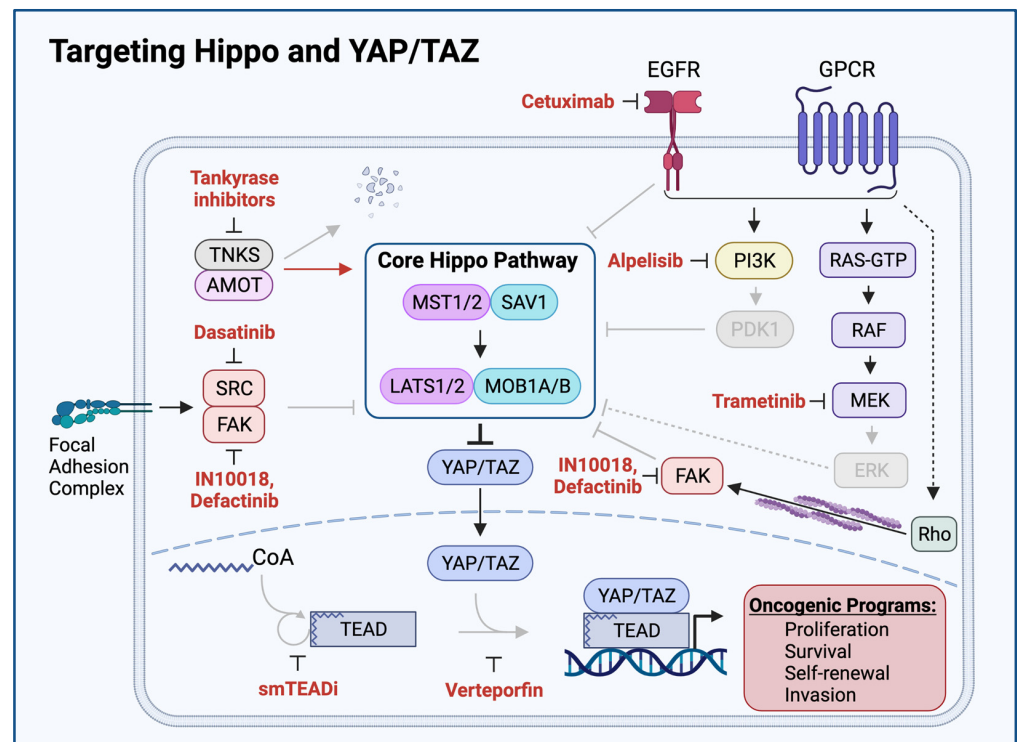 Targeting Hippo and YAP/TAZ
EGFR
GPCR
Cetuximab
Tankyrase
inhibitors
TNKS
AMOT
Core Hippo Pathway
MST1/2
SAV1
LATS1/2
MOB1A/B
Alpelisib
PI3K
RAS-GTP
PDK1
RAF
Dasatinib
SRC
FAK
Trametinib
MEK
Focal
Adhesion
Complex
IN10018,
Defactinib
YAP/TAZ
IN10018,
Defactinib
FAK
ERK
Rho
CoA
YAP/TAZ
TEAD
smTEADi
Verteporfin
YAP/TAZ
TEAD
Oncogenic Programs:
Proliferation
Survival
Self-renewal
Invasion